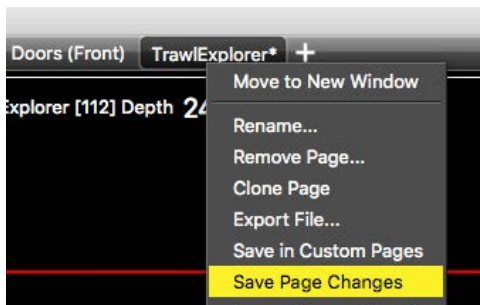 Doors (Front) TrawlExplorer* +
Move to New Window
Explorer [112] Depth 24
Rename...
Remove Page...
Clone Page
Export File...
Save in Custom Pages
Save Page Changes